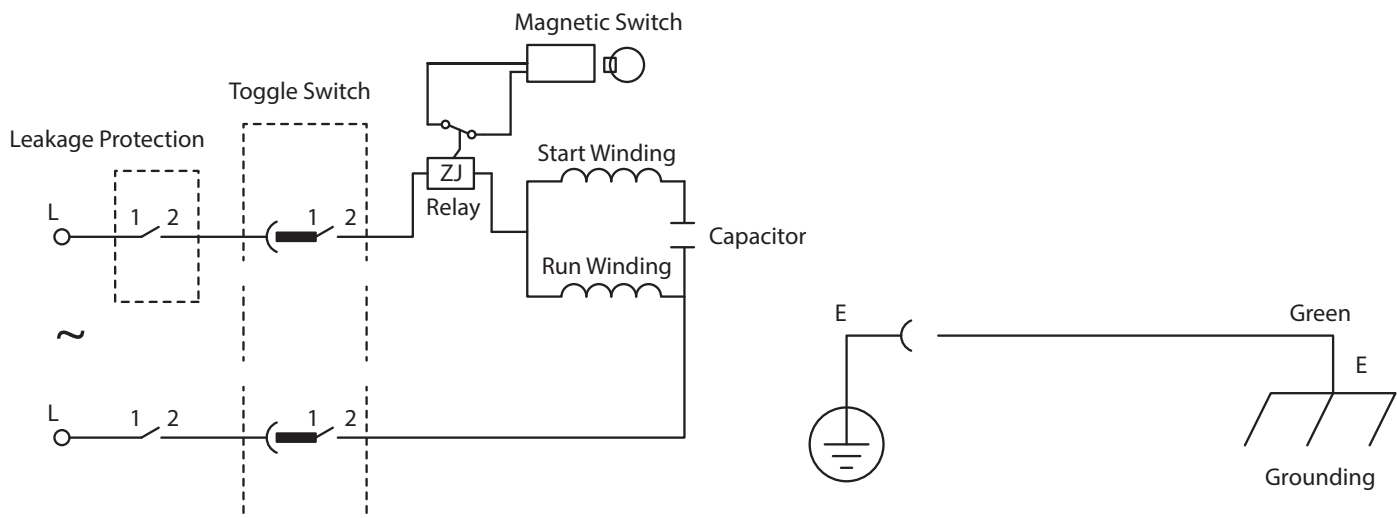 Magnetic Switch
Toggle Switch
Leakage Protection
Start Winding
ZJ
Relay
L
1 2
1 2
Capacitor
Run Winding
~
E
Green
E
L
1 2
1 2
Grounding